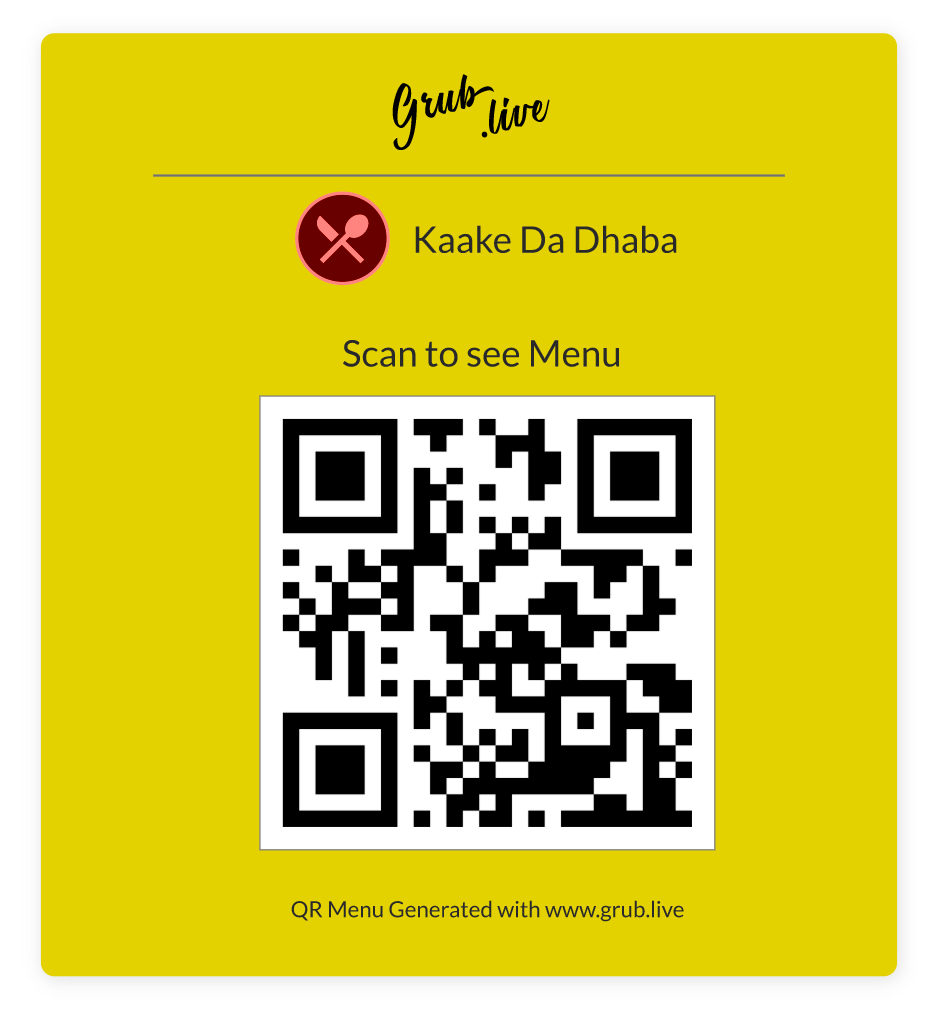 Grub
.live
Kaake Da Dhaba
Scan to see Menu
QR Menu Generated with www.grub.live